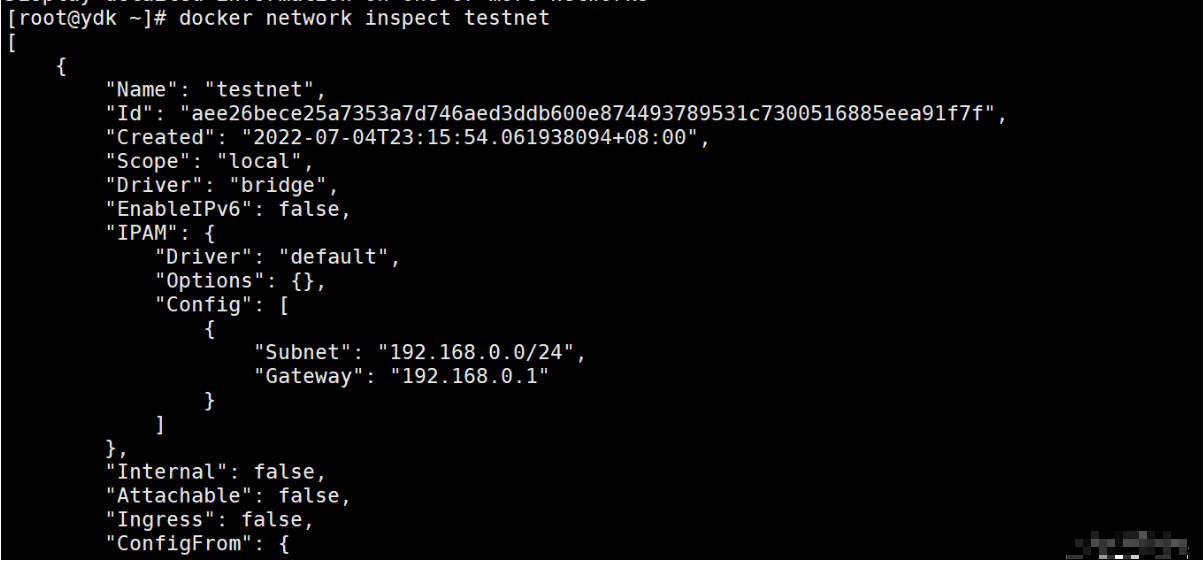 [root@ydk ~]# docker network inspect testnet
[
    {
        "Name": "testnet",
        "Id": "aee26bece25a7353a7d746aed3ddb600e874493789531c7300516885eea91f7f",
        "Created": "2022-07-04T23:15:54.061938094+08:00",
        "Scope": "local",
        "Driver": "bridge",
        "EnableIPv6": false,
        "IPAM": {
            "Driver": "default",
            "Options": {},
            "Config": [
                {
                    "Subnet": "192.168.0.0/24",
                    "Gateway": "192.168.0.1"
                }
            ]
        },
        "Internal": false,
        "Attachable": false,
        "Ingress": false,
        "ConfigFrom": {